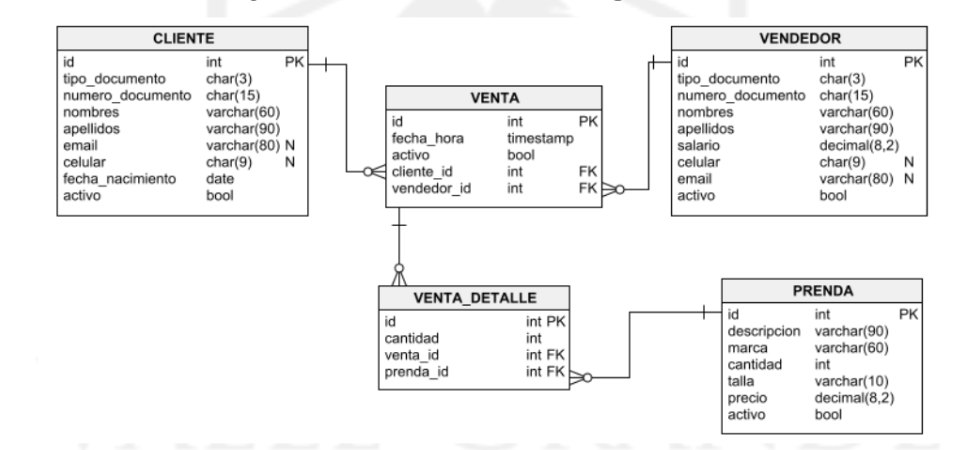 CLIENTE
id int PK
tipo_documento char(3)
numero_documento char(15)
nombres varchar(60)
apellidos varchar(90)
email varchar(80) N
celular char(9) N
fecha_nacimiento date
activo bool
VENTA
id int PK
fecha_hora timestamp
activo bool
cliente_id int FK
vendedor_id int FK
VENDEDOR
id int PK
tipo_documento char(3)
numero_documento char(15)
nombres varchar(60)
apellidos varchar(90)
salario decimal(8,2)
celular char(9) N
email varchar(80) N
activo bool
VENTA_DETALLE
id int PK
cantidad int
venta_id int FK
prenda_id int FK
PRENDA
id int PK
descripcion varchar(90)
marca varchar(60)
cantidad int
talla varchar(10)
precio decimal(8,2)
activo bool